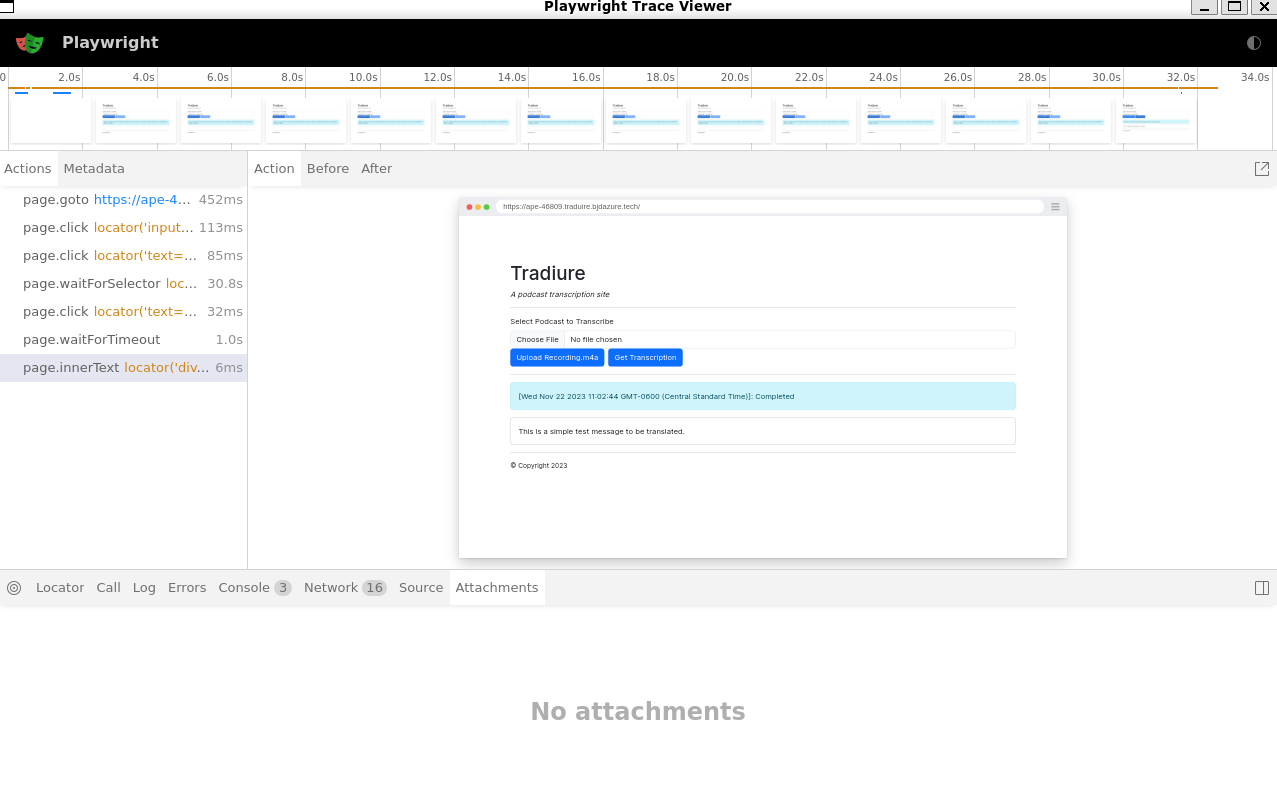 Playwright Trace Viewer
Playwright
0 2.0s 4.0s 6.0s 8.0s 10.0s 12.0s 14.0s 16.0s 18.0s 20.0s 22.0s 24.0s 26.0s 28.0s 30.0s 32.0s 34.0s
Actions Metadata
page.goto https://ape-4... 452ms
page.click locator('input... 113ms
page.click locator('text=... 85ms
page.waitForSelector loc... 30.8s
page.click locator('text=... 32ms
page.waitForTimeout 1.0s
page.innerText locator('div... 6ms
Action Before After
https://ape-46809.traduire.bjdazure.tech/
Tradiure
A podcast transcription site
Select Podcast to Transcribe
Choose File No file chosen
Upload Recording.m4a Get Transcription
[Wed Nov 22 2023 11:02:44 GMT-0600 (Central Standard Time)]: Completed
This is a simple test message to be translated.
© Copyright 2023
Locator Call Log Errors Console 3 Network 16 Source Attachments
No attachments